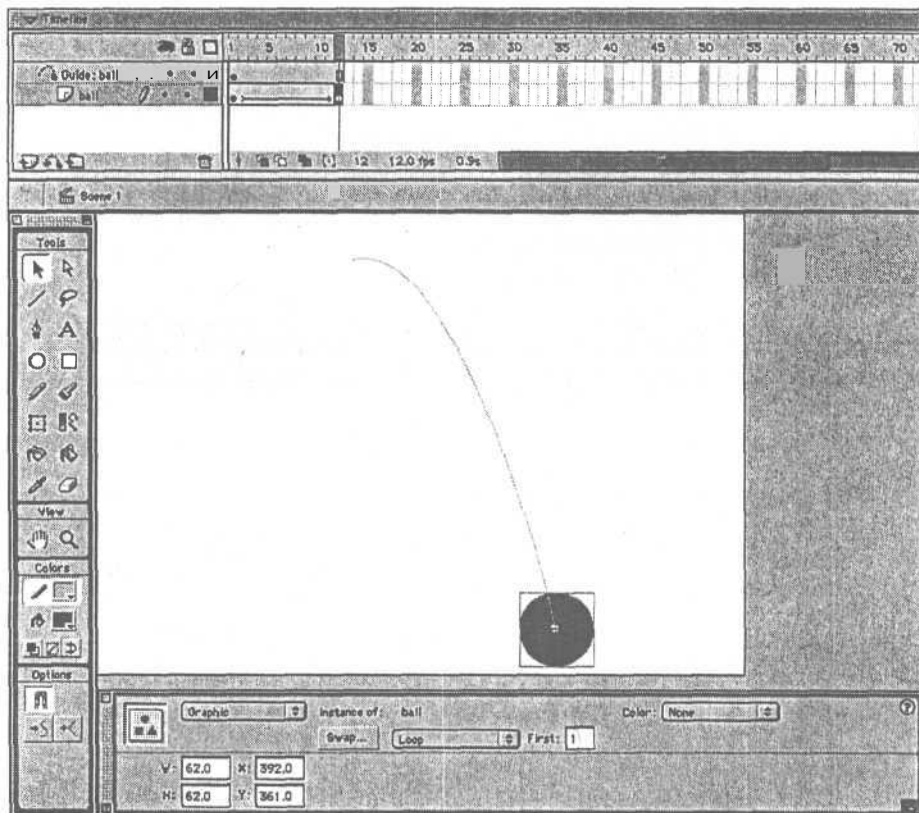 Timeline
1 5 10 15 20 25 30 35 40 45 50 55 60 65 70
Guide: ball
ball
12 12.0 fps 0.9s
Scene 1
Tools
A
View
Colors
Options
Graphic Instance of: ball Color: None
Swap... Loop First: 1
W: 62.0 X: 392.0
H: 62.0 Y: 361.0